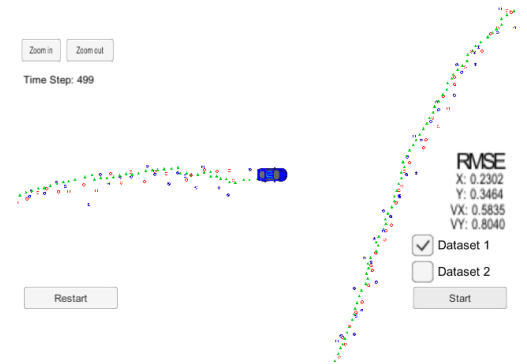 Zoom in
Zoom out
Time Step: 499
RMSE
X: 0.2302
Y: 0.3464
VX: 0.5835
VY: 0.8040
Dataset 1
Dataset 2
Restart
Start